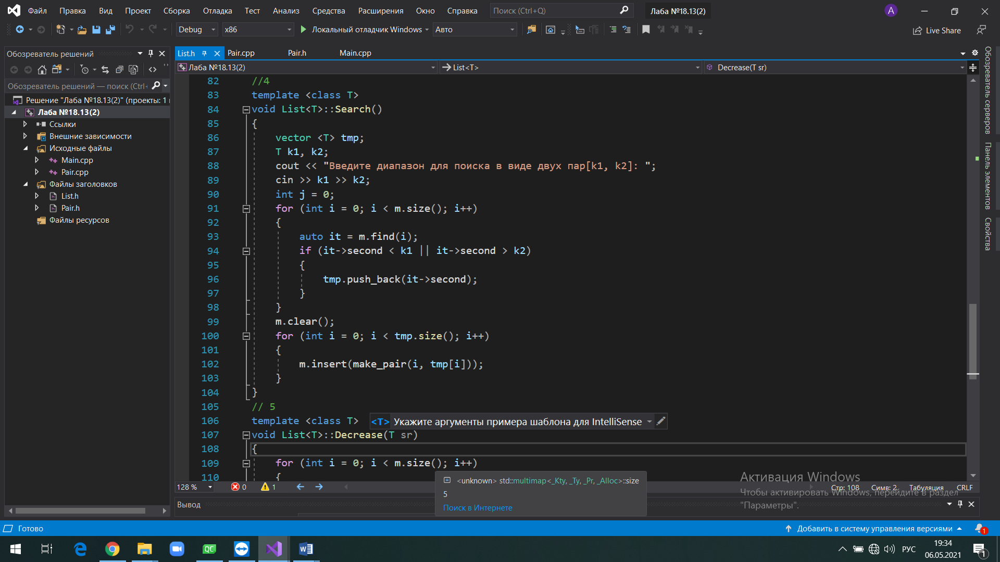 Файл Правка Вид Проект Сборка Отладка Тест Анализ Средства Расширения Окно Справка Поиск (Ctrl+Q) Лаба №18.13(2) A
Debug x86 Локальный отладчик Windows Авто Live Share
Обозреватель решений
Обозреватель решений — поиск (Ctrl+
Решение "Лаба №18.13(2)" (проекты: 1
Лаба №18.13(2)
Ссылки
Внешние зависимости
Исходные файлы
Main.cpp
Pair.cpp
Файлы заголовков
List.h
Pair.h
Файлы ресурсов
List.h Pair.cpp Pair.h Main.cpp
Лаба №18.13(2) List<T> Decrease(T sr)
82 //4
83 template <class T>
84 void List<T>::Search()
85 {
86 vector <T> tmp;
87 T k1, k2;
88 cout << "Введите диапазон для поиска в виде двух пар[k1, k2]: ";
89 cin >> k1 >> k2;
90 int j = 0;
91 for (int i = 0; i < m.size(); i++)
92 {
93 auto it = m.find(i);
94 if (it->second < k1 || it->second > k2)
95 {
96 tmp.push_back(it->second);
97 }
98 }
99 m.clear();
100 for (int i = 0; i < tmp.size(); i++)
101 {
102 m.insert(make_pair(i, tmp[i]));
103 }
104 }
105 // 5
106 template <class T> <T> Укажите аргументы примера шаблона для IntelliSense
107 void List<T>::Decrease(T sr)
108 {
109 for (int i = 0; i < m.size(); i++)
110 {
<unknown> std::multimap<_Kty, _Ty, _Pr, _Alloc>::size
5
Поиск в Интернете
128 % 0 1 Стр: 108 Симв: 2 Табуляция CRLF
Вывод
Активация Windows
Чтобы активировать Windows, перейдите в раздел
"Параметры".
Обозреватель серверов
Панель элементов
Свойства
Готово Добавить в систему управления версиями 1
QC W РУС 19:34
06.05.2021 1